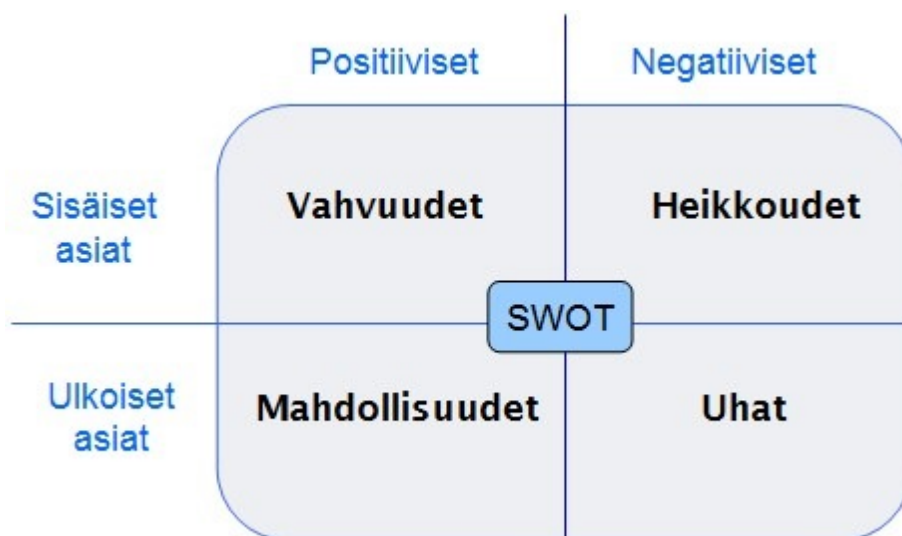 Positiiviset Negatiiviset
Sisäiset
asiat
Vahvuudet Heikkoudet
SWOT
Ulkoiset
asiat
Mahdollisuudet Uhat